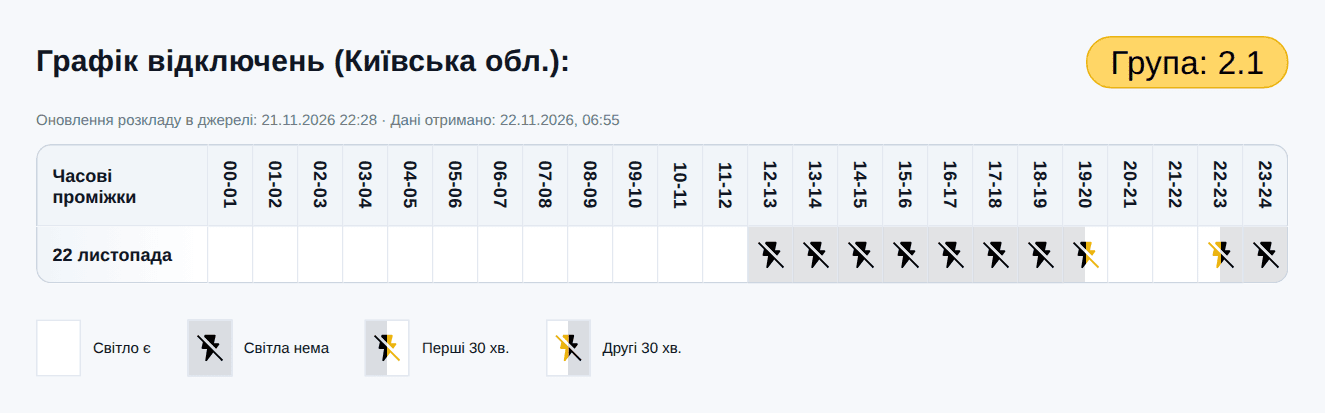 Графік відключень (Київська обл.):
Група: 2.1
Оновлення розкладу в джерелі: 21.11.2026 22:28 · Дані отримано: 22.11.2026, 06:55
Часові
проміжки
00-01 01-02 02-03 03-04 04-05 05-06 06-07 07-08 08-09 09-10 10-11 11-12 12-13 13-14 14-15 15-16 16-17 17-18 18-19 19-20 20-21 21-22 22-23 23-24
22 листопада
Світло є Світла нема Перші 30 хв. Другі 30 хв.